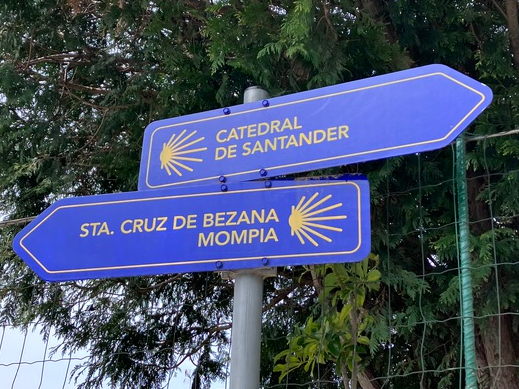 CATEDRAL
DE SANTANDER
STA. CRUZ DE BEZANA
MOMPIA